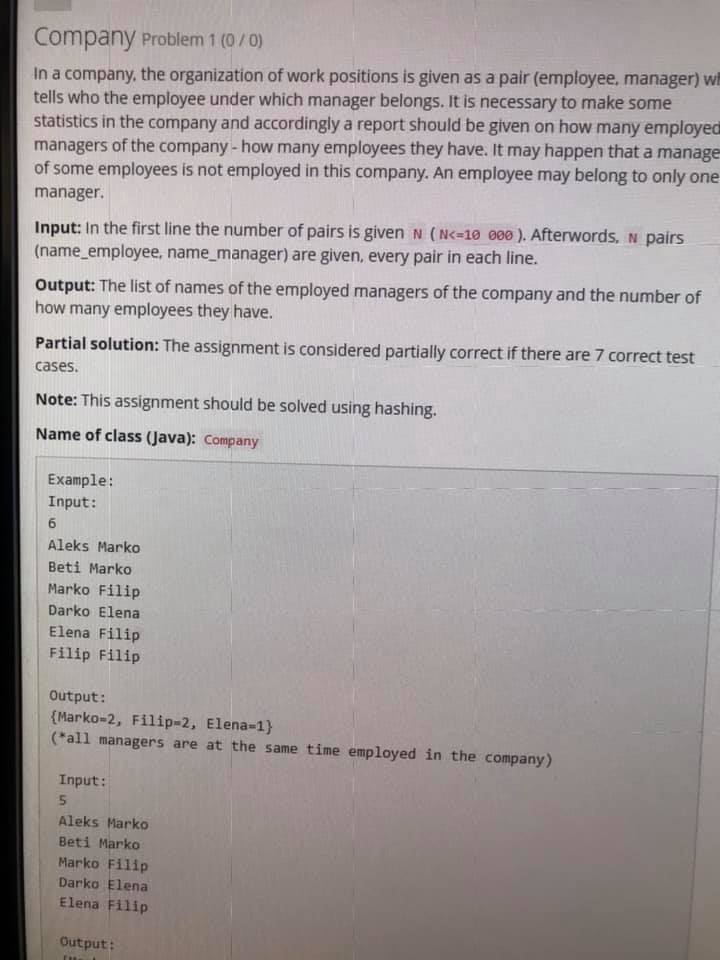 Company Problem 1 (0 / 0)
In a company, the organization of work positions is given as a pair (employee, manager)
tells who the employee under which manager belongs. It is necessary to make some
statistics in the company and accordingly a report should be given on how many employed
managers of the company - how many employees they have. It may happen that a manage
of some employees is not employed in this company. An employee may belong to only one
manager.
Input: In the first line the number of pairs is given N ( N<=10 000 ). Afterwords, N pairs
(name_employee, name_manager) are given, every pair in each line.
Output: The list of names of the employed managers of the company and the number of
how many employees they have.
Partial solution: The assignment is considered partially correct if there are 7 correct test
cases.
Note: This assignment should be solved using hashing.
Name of class (Java): Company
Example:
Input:
6
Aleks Marko
Beti Marko
Marko Filip
Darko Elena
Elena Filip
Filip Filip
Output:
{Marko=2, Filip=2, Elena=1}
(*all managers are at the same time employed in the company)
Input:
5
Aleks Marko
Beti Marko
Marko Filip
Darko Elena
Elena Filip
Output: